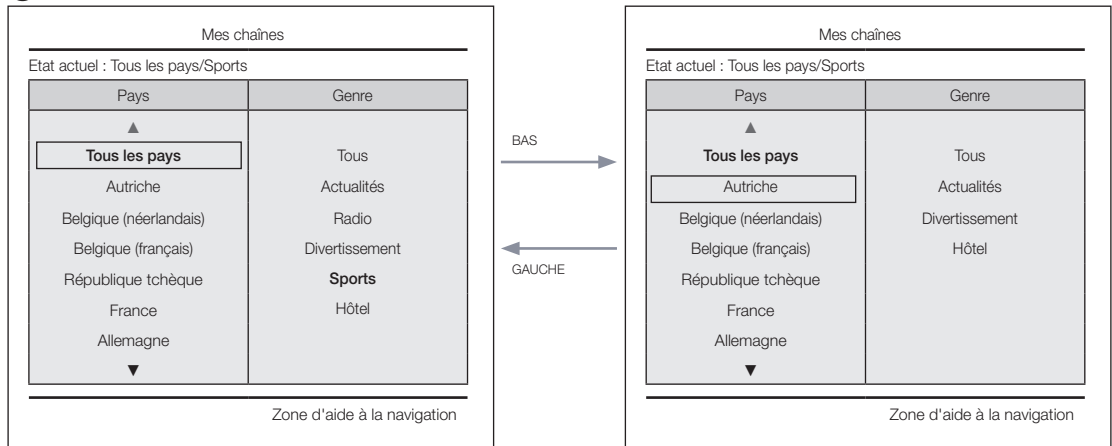 Mes chaînes
Etat actuel : Tous les pays/Sports
Pays Genre
▲
Tous les pays Tous
Autriche Actualités
Belgique (néerlandais) Radio
Belgique (français) Divertissement
République tchèque Sports
France Hôtel
Allemagne
▼
Zone d'aide à la navigation
BAS
GAUCHE
Mes chaînes
Etat actuel : Tous les pays/Sports
Pays Genre
▲
Tous les pays Tous
Autriche Actualités
Belgique (néerlandais) Divertissement
Belgique (français) Hôtel
République tchèque
France
Allemagne
▼
Zone d'aide à la navigation